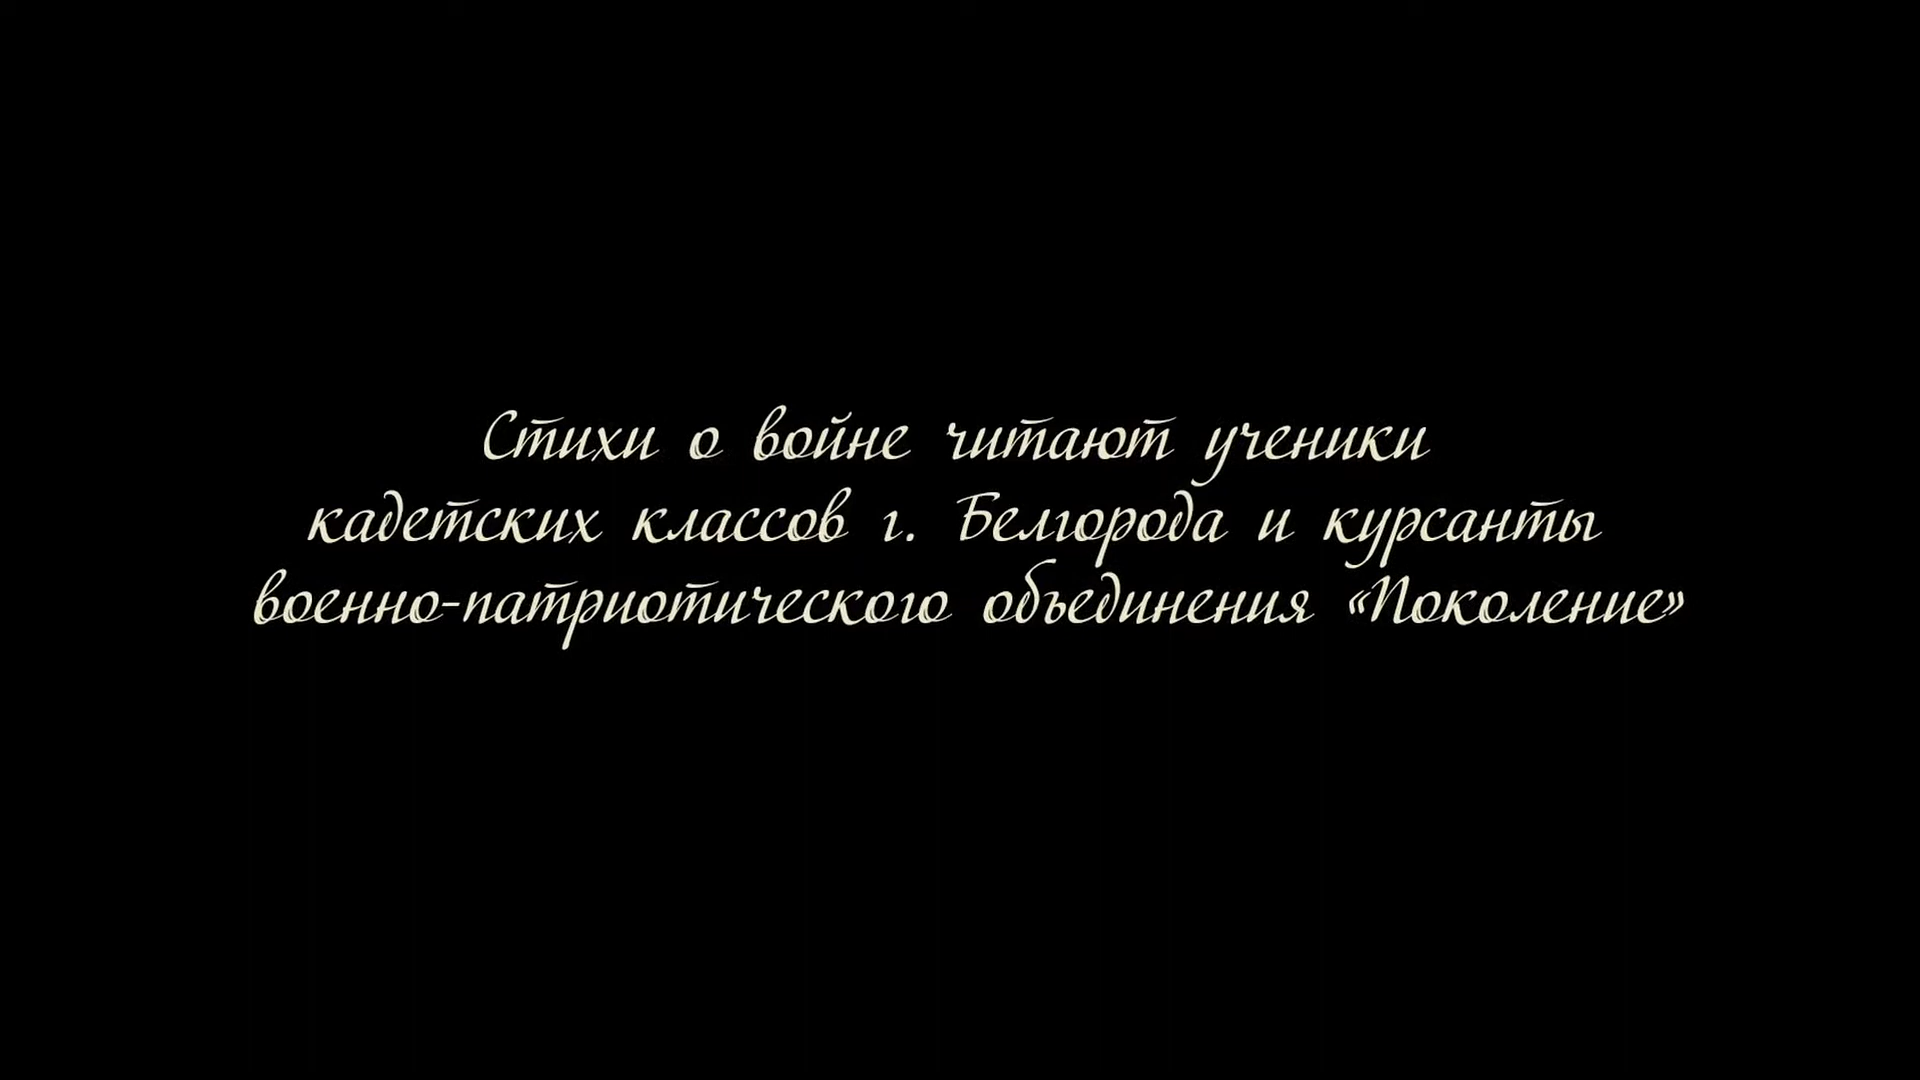 Стихи о войне читают ученики
кадетских классов г. Белгорода и курсанты
военно-патриотического объединения «Поколение»